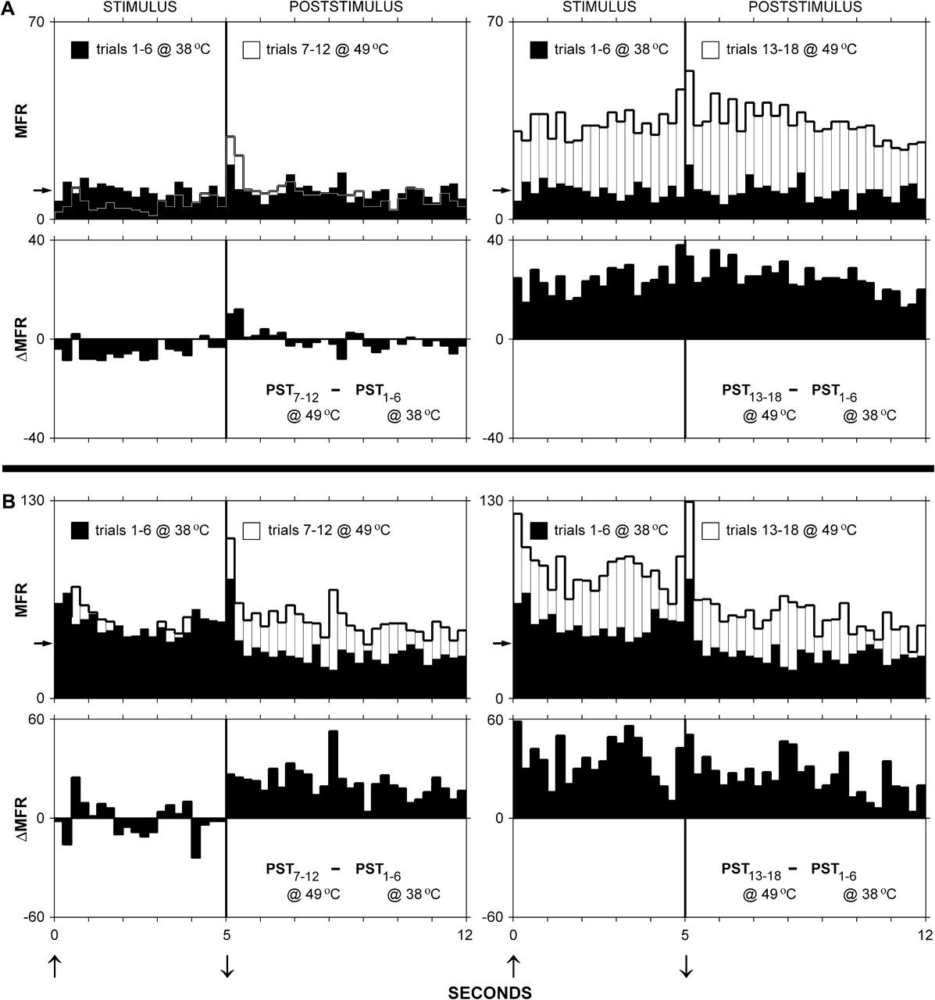 A
STIMULUS POSTSTIMULUS STIMULUS POSTSTIMULUS
70
trials 1-6 @ 38 °C trials 7-12 @ 49 °C trials 1-6 @ 38 °C trials 13-18 @ 49 °C
MFR
0 0
40 40
0 0
ΔMFR
PST7-12 – PST1-6 PST13-18 – PST1-6
@ 49 °C @ 38 °C @ 49 °C @ 38 °C
-40 -40
B
130 130
trials 1-6 @ 38 °C trials 7-12 @ 49 °C trials 1-6 @ 38 °C trials 13-18 @ 49 °C
MFR
0 0
60 60
0 0
ΔMFR
PST7-12 – PST1-6 PST13-18 – PST1-6
@ 49 °C @ 38 °C @ 49 °C @ 38 °C
-60 -60
0 5 12 0 5 12
SECONDS